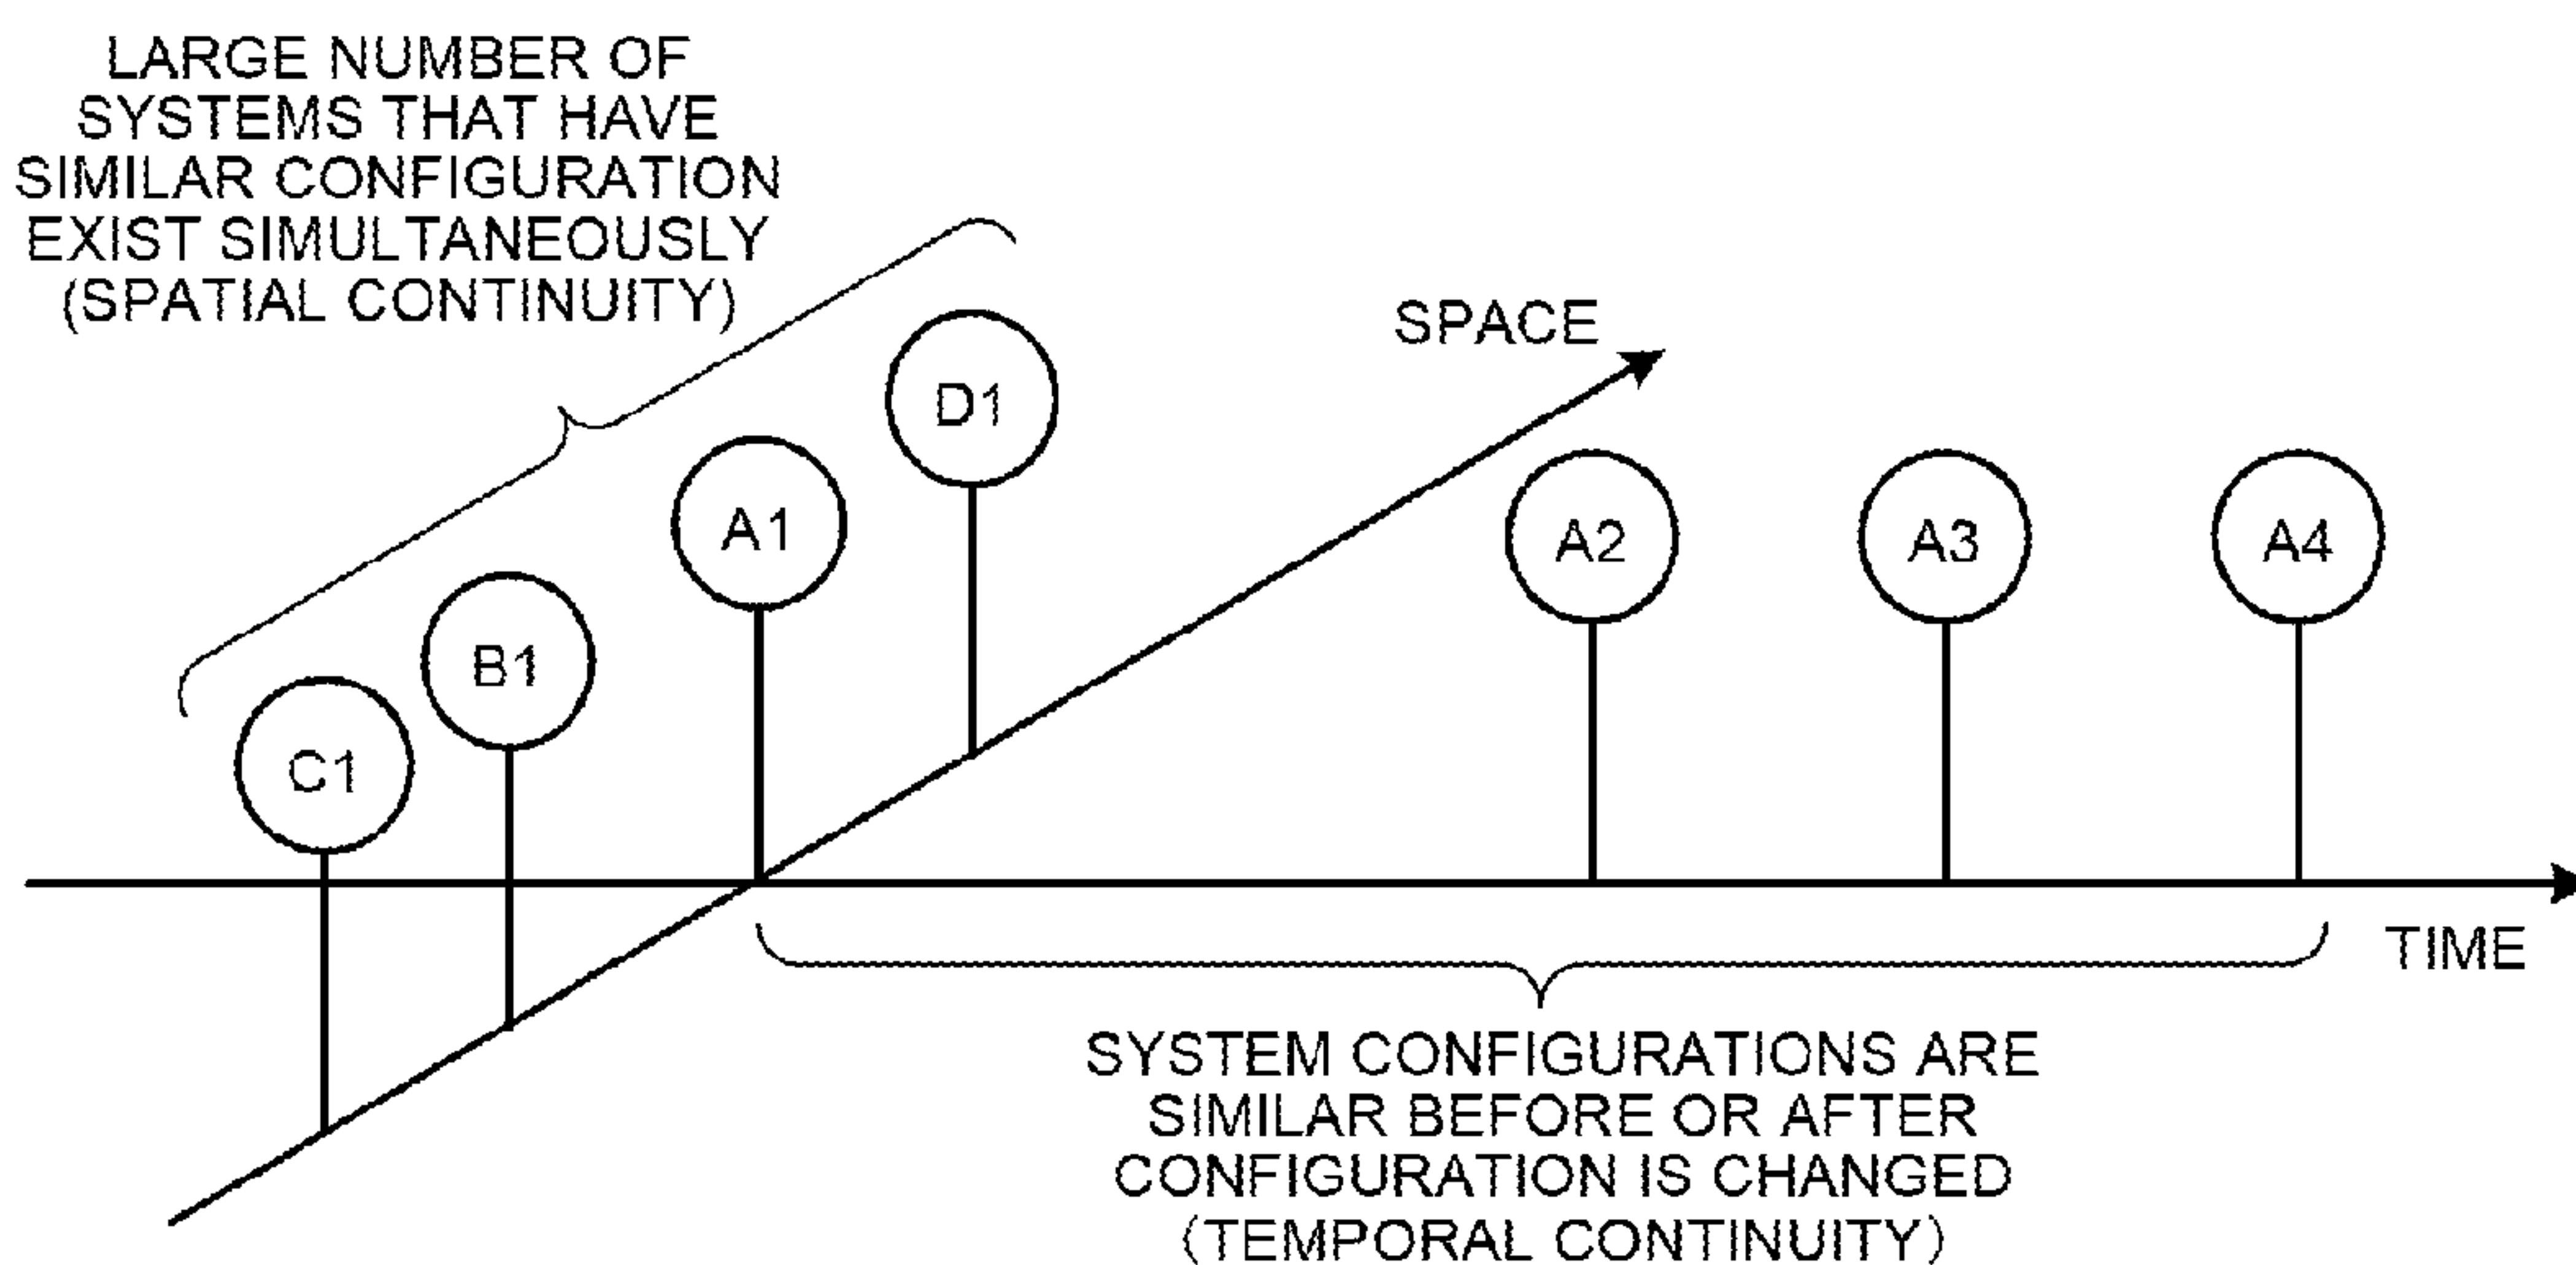 LARGE NUMBER OF
SYSTEMS THAT HAVE
SIMILAR CONFIGURATION
EXIST SIMULTANEOUSLY
(SPATIAL CONTINUITY)
SPACE
D1
A1
A2
A3
A4
B1
C1
TIME
SYSTEM CONFIGURATIONS ARE
SIMILAR BEFORE OR AFTER
CONFIGURATION IS CHANGED
(TEMPORAL CONTINUITY)